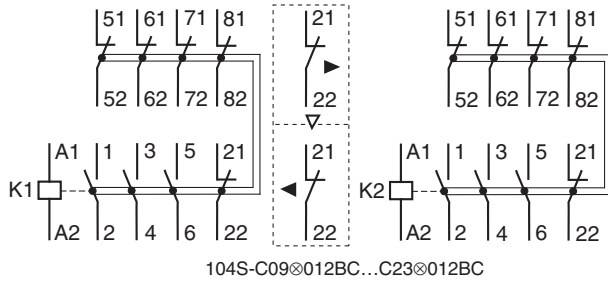 51 61 71 81 21 51 61 71 81
52 62 72 82 22 52 62 72 82
A1 1 3 5 21 21 A1 1 3 5 21
K1 K2
A2 2 4 6 22 22 A2 2 4 6 22
104S-C09⊗012BC...C23⊗012BC